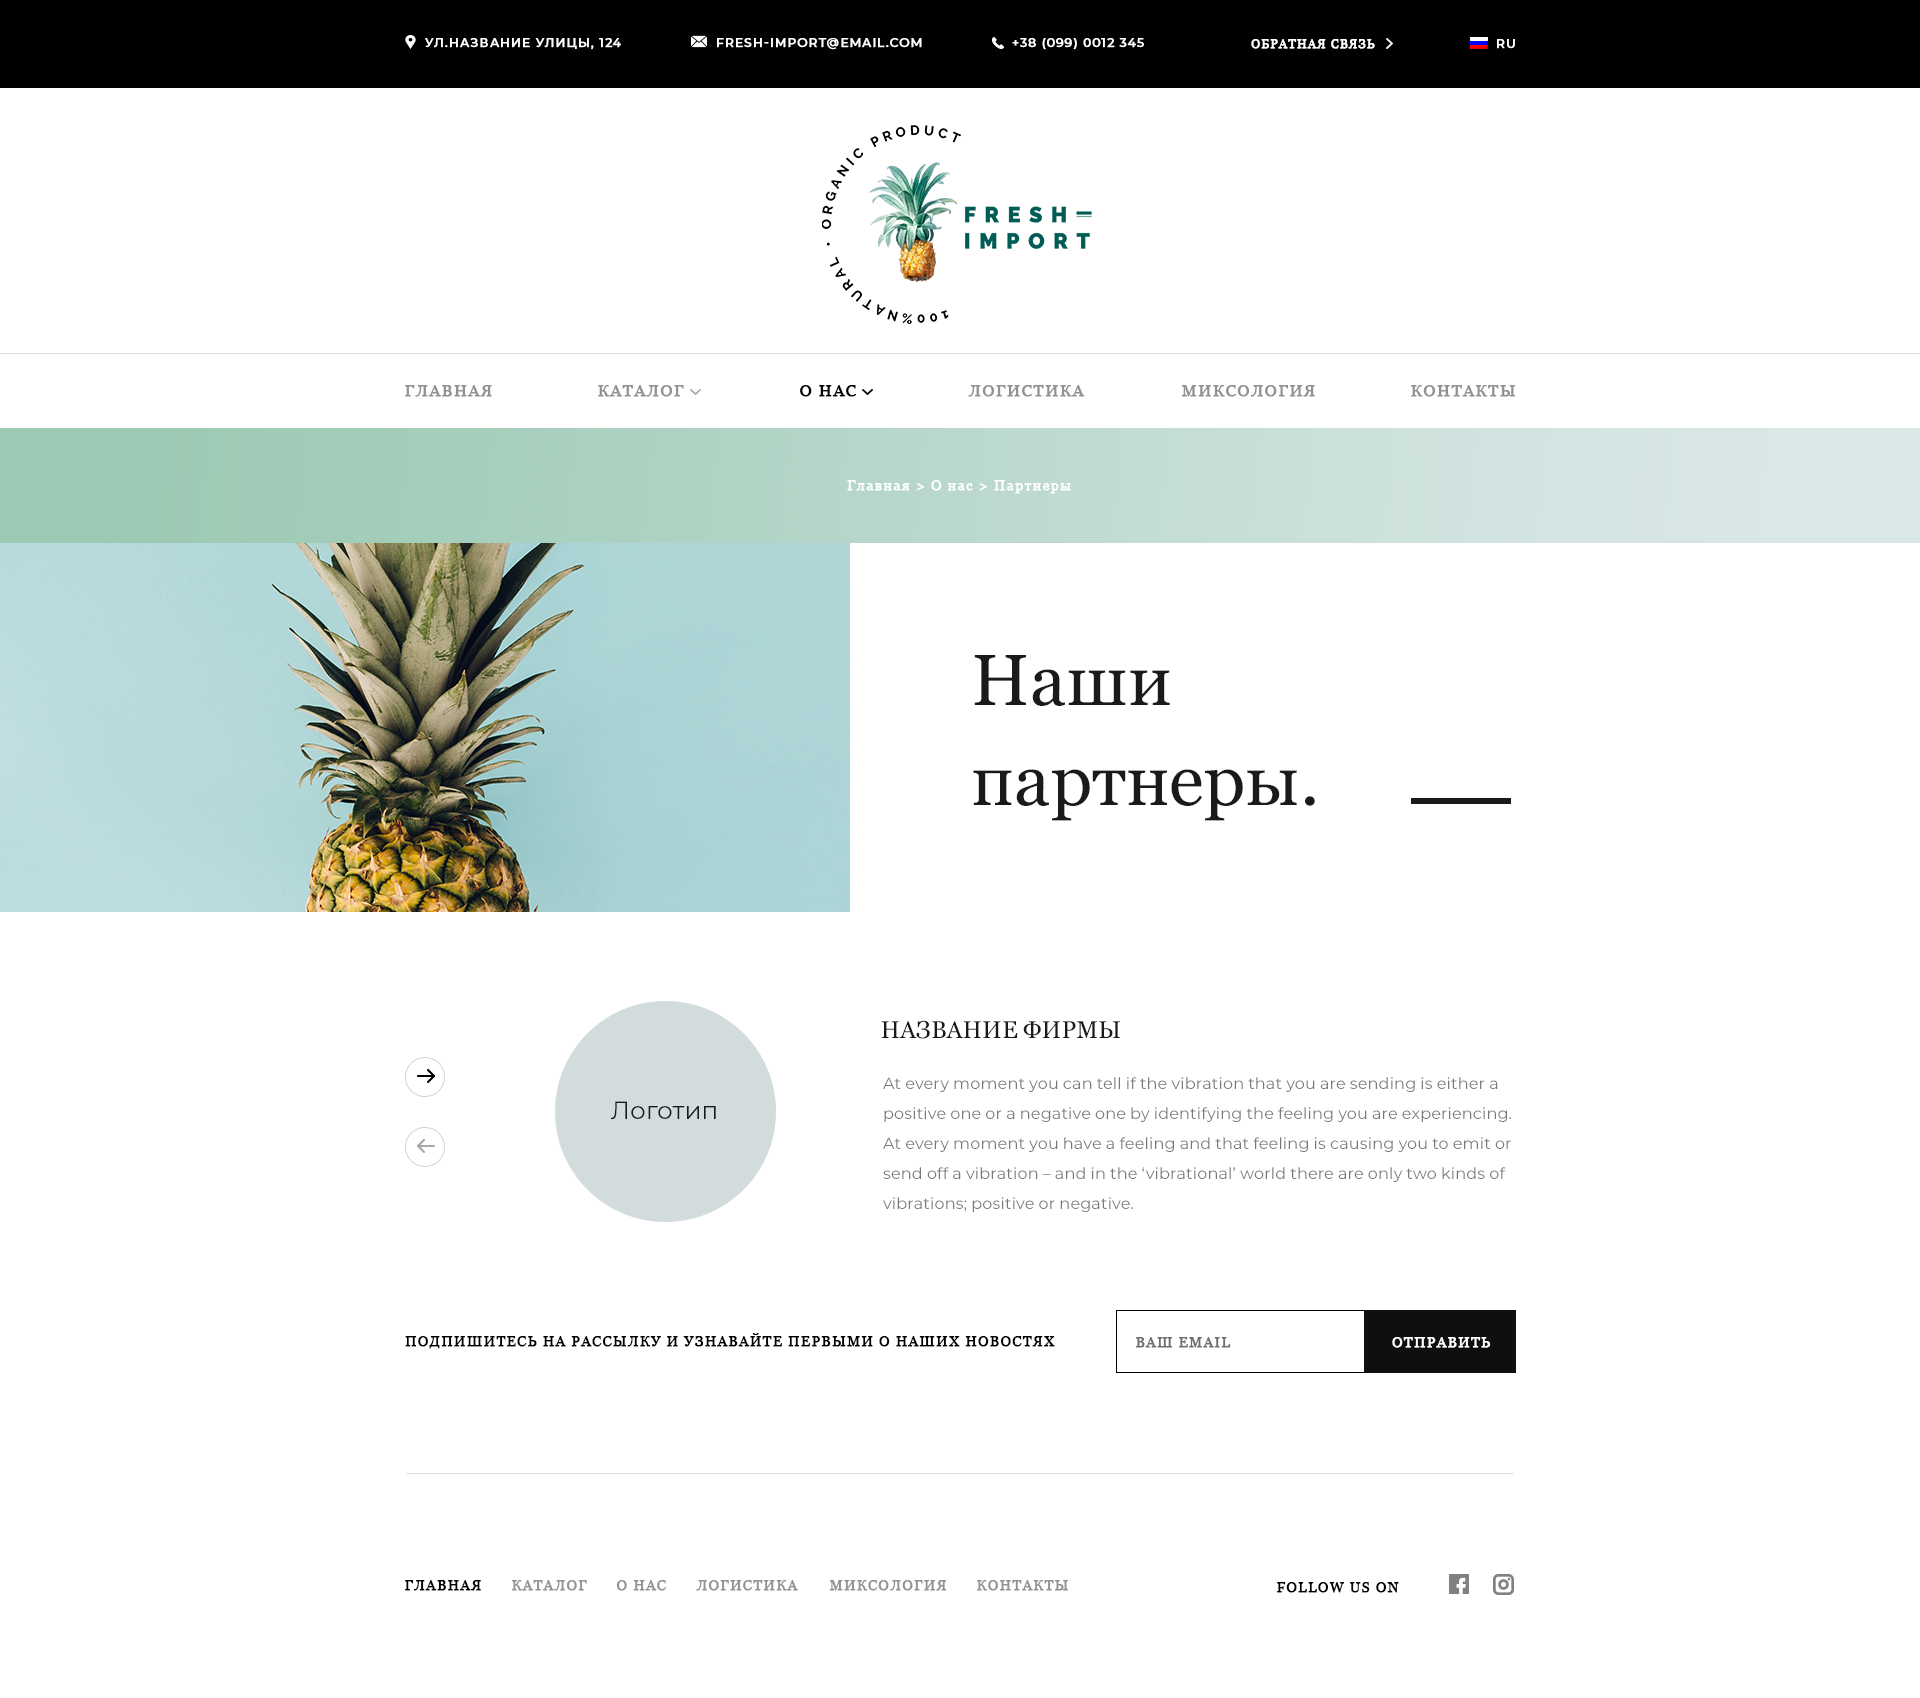 УЛ.НАЗВАНИЕ УЛИЦЫ, 124
FRESH-IMPORT@EMAIL.COM
+38 (099) 0012 345
ОБРАТНАЯ СВЯЗЬ
RU
100%NATURAL · ORGANIC PRODUCT
FRESH—
IMPORT
ГЛАВНАЯ
КАТАЛОГ
О НАС
ЛОГИСТИКА
МИКСОЛОГИЯ
КОНТАКТЫ
Главная > О нас > Партнеры
Наши
партнеры.
Логотип
НАЗВАНИЕ ФИРМЫ
At every moment you can tell if the vibration that you are sending is either a
positive one or a negative one by identifying the feeling you are experiencing.
At every moment you have a feeling and that feeling is causing you to emit or
send off a vibration – and in the ‘vibrational’ world there are only two kinds of
vibrations; positive or negative.
ПОДПИШИТЕСЬ НА РАССЫЛКУ И УЗНАВАЙТЕ ПЕРВЫМИ О НАШИХ НОВОСТЯХ
ВАШ EMAIL
ОТПРАВИТЬ
ГЛАВНАЯ
КАТАЛОГ
О НАС
ЛОГИСТИКА
МИКСОЛОГИЯ
КОНТАКТЫ
FOLLOW US ON